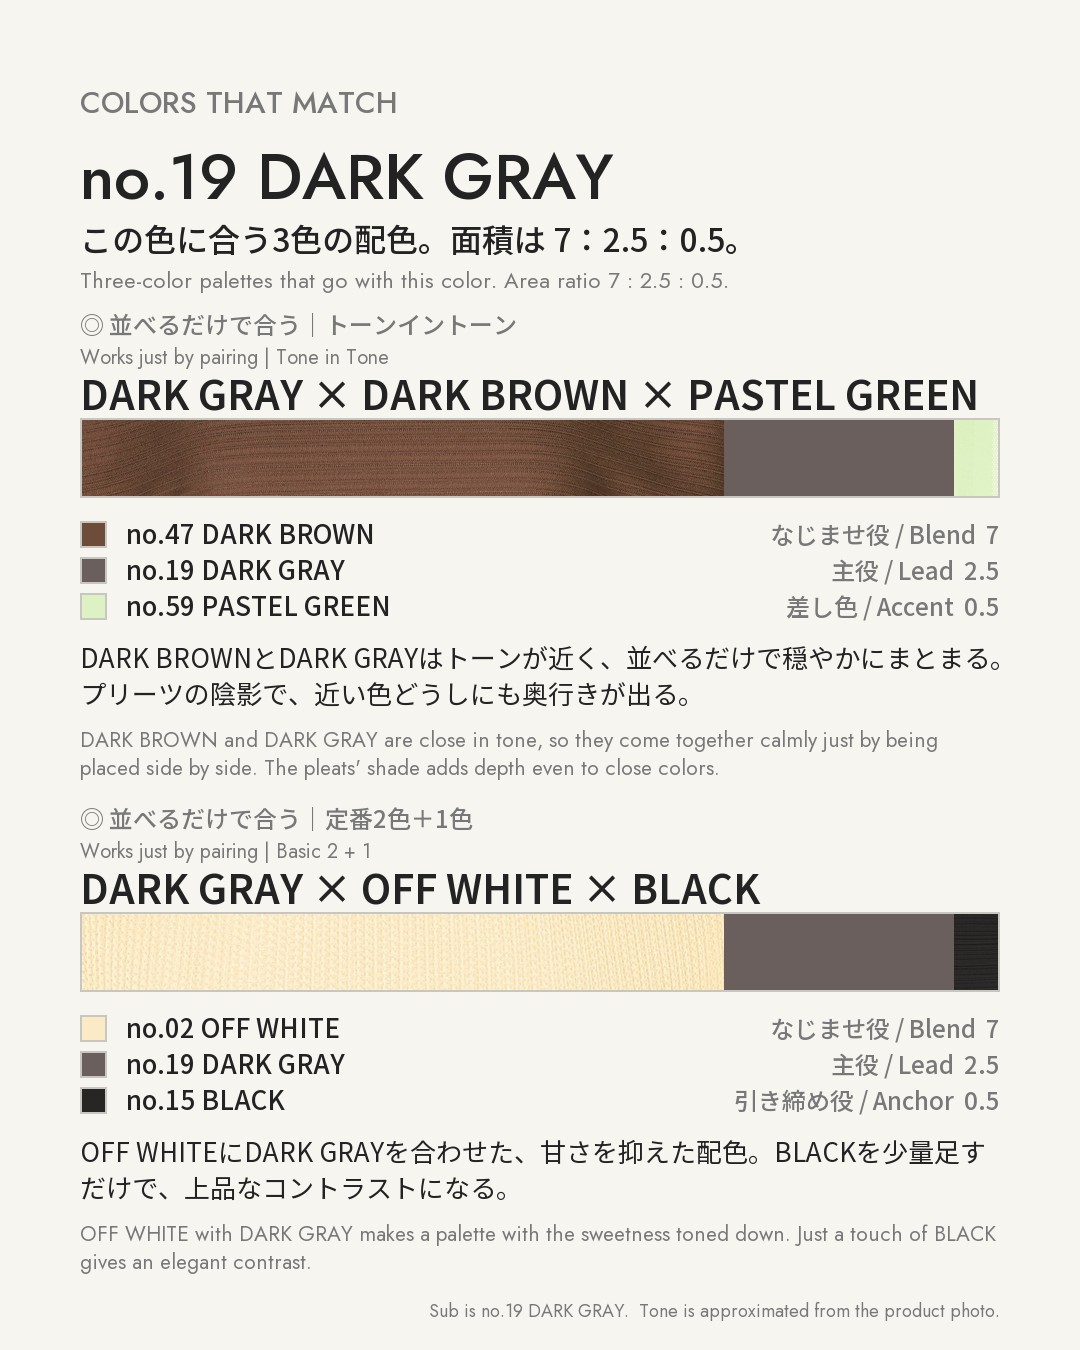 COLORS THAT MATCH
no.19 DARK GRAY
この色に合う3色の配色。面積は 7：2.5：0.5。
Three-color palettes that go with this color. Area ratio 7 : 2.5 : 0.5.
◎ 並べるだけで合う｜トーンイントーン
Works just by pairing | Tone in Tone
DARK GRAY × DARK BROWN × PASTEL GREEN
no.47 DARK BROWN なじませ役 / Blend 7
no.19 DARK GRAY 主役 / Lead 2.5
no.59 PASTEL GREEN 差し色 / Accent 0.5
DARK BROWNとDARK GRAYはトーンが近く、並べるだけで穏やかにまとまる。
プリーツの陰影で、近い色どうしにも奥行きが出る。
DARK BROWN and DARK GRAY are close in tone, so they come together calmly just by being
placed side by side. The pleats' shade adds depth even to close colors.
◎ 並べるだけで合う｜定番2色＋1色
Works just by pairing | Basic 2 + 1
DARK GRAY × OFF WHITE × BLACK
no.02 OFF WHITE なじませ役 / Blend 7
no.19 DARK GRAY 主役 / Lead 2.5
no.15 BLACK 引き締め役 / Anchor 0.5
OFF WHITEにDARK GRAYを合わせた、甘さを抑えた配色。BLACKを少量足す
だけで、上品なコントラストになる。
OFF WHITE with DARK GRAY makes a palette with the sweetness toned down. Just a touch of BLACK
gives an elegant contrast.
Sub is no.19 DARK GRAY. Tone is approximated from the product photo.